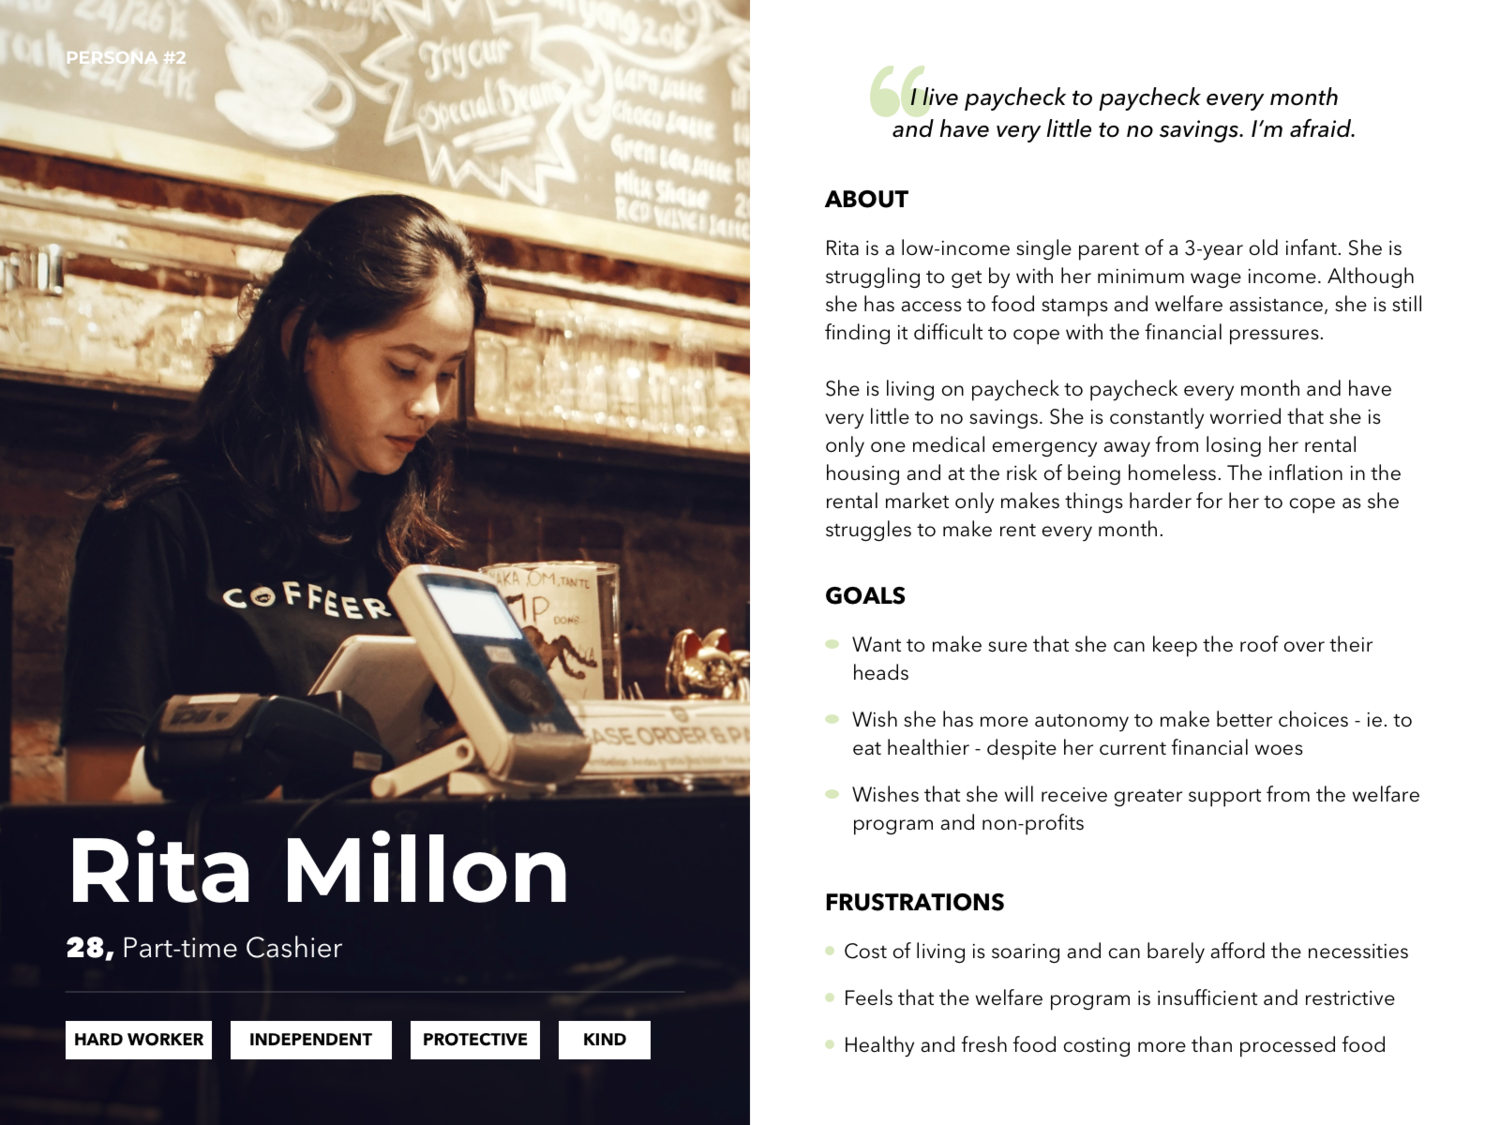 PERSONA #2
Try our
Special Beans
choco Latte
Milk Shake
COFFEER
Rita Millon
28, Part-time Cashier
HARD WORKER
INDEPENDENT
PROTECTIVE
KIND
I live paycheck to paycheck every month
and have very little to no savings. I’m afraid.
ABOUT
Rita is a low-income single parent of a 3-year old infant. She is
struggling to get by with her minimum wage income. Although
she has access to food stamps and welfare assistance, she is still
finding it difficult to cope with the financial pressures.
She is living on paycheck to paycheck every month and have
very little to no savings. She is constantly worried that she is
only one medical emergency away from losing her rental
housing and at the risk of being homeless. The inflation in the
rental market only makes things harder for her to cope as she
struggles to make rent every month.
GOALS
Want to make sure that she can keep the roof over their
heads
Wish she has more autonomy to make better choices - ie. to
eat healthier - despite her current financial woes
Wishes that she will receive greater support from the welfare
program and non-profits
FRUSTRATIONS
Cost of living is soaring and can barely afford the necessities
Feels that the welfare program is insufficient and restrictive
Healthy and fresh food costing more than processed food